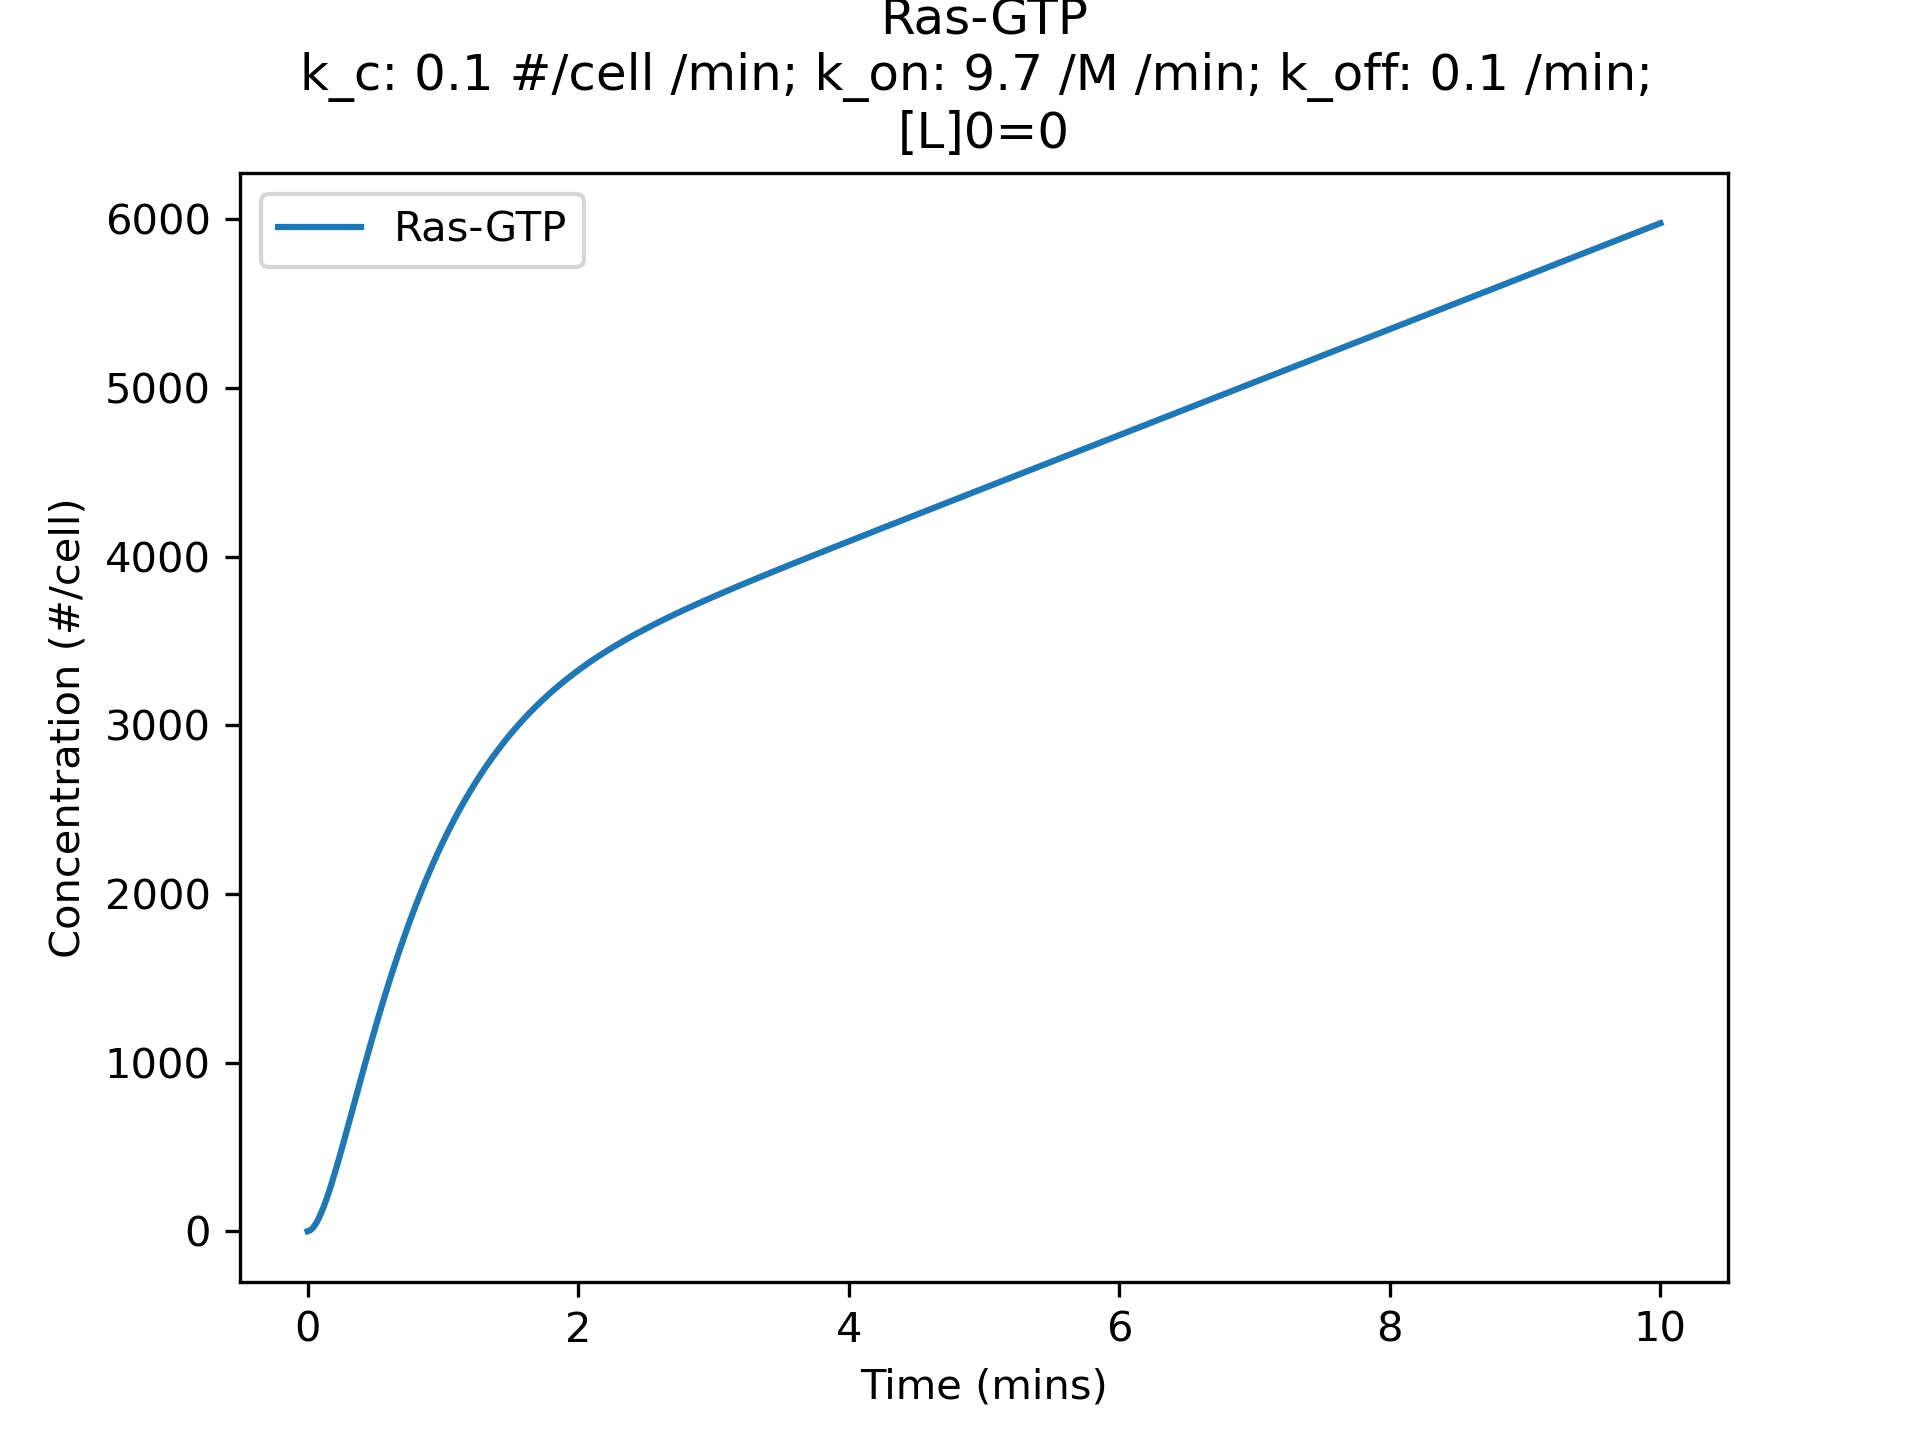 Ras-GTP
k_c: 0.1 #/cell /min; k_on: 9.7 /M /min; k_off: 0.1 /min;
[L]0=0
Ras-GTP
6000
5000
4000
3000
2000
1000
0
Concentration (#/cell)
0 2 4 6 8 10
Time (mins)